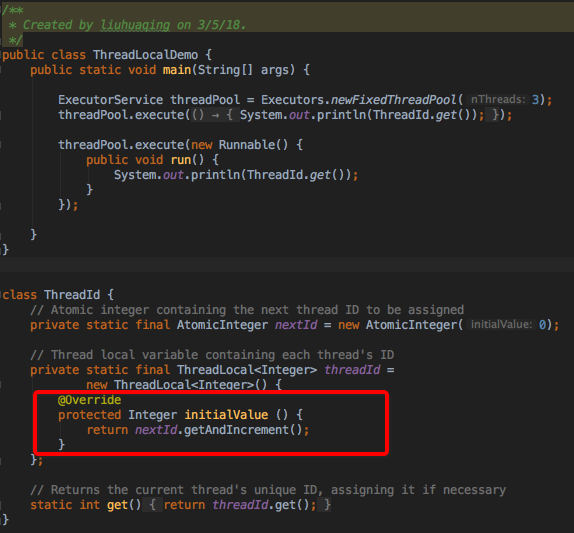 /**
 * Created by liuhuaqing on 3/5/18.
 */
public class ThreadLocalDemo {
    public static void main(String[] args) {
        ExecutorService threadPool = Executors.newFixedThreadPool( nThreads: 3);
        threadPool.execute(() → { System.out.println(ThreadId.get()); });
        threadPool.execute(new Runnable() {
            public void run() {
                System.out.println(ThreadId.get());
            }
        });
    }
}
class ThreadId {
    // Atomic integer containing the next thread ID to be assigned
    private static final AtomicInteger nextId = new AtomicInteger( initialValue: 0);
    // Thread local variable containing each thread's ID
    private static final ThreadLocal<Integer> threadId =
            new ThreadLocal<Integer>() {
        @Override
        protected Integer initialValue () {
            return nextId.getAndIncrement();
        }
    };
    // Returns the current thread's unique ID, assigning it if necessary
    static int get() { return threadId.get(); }
}